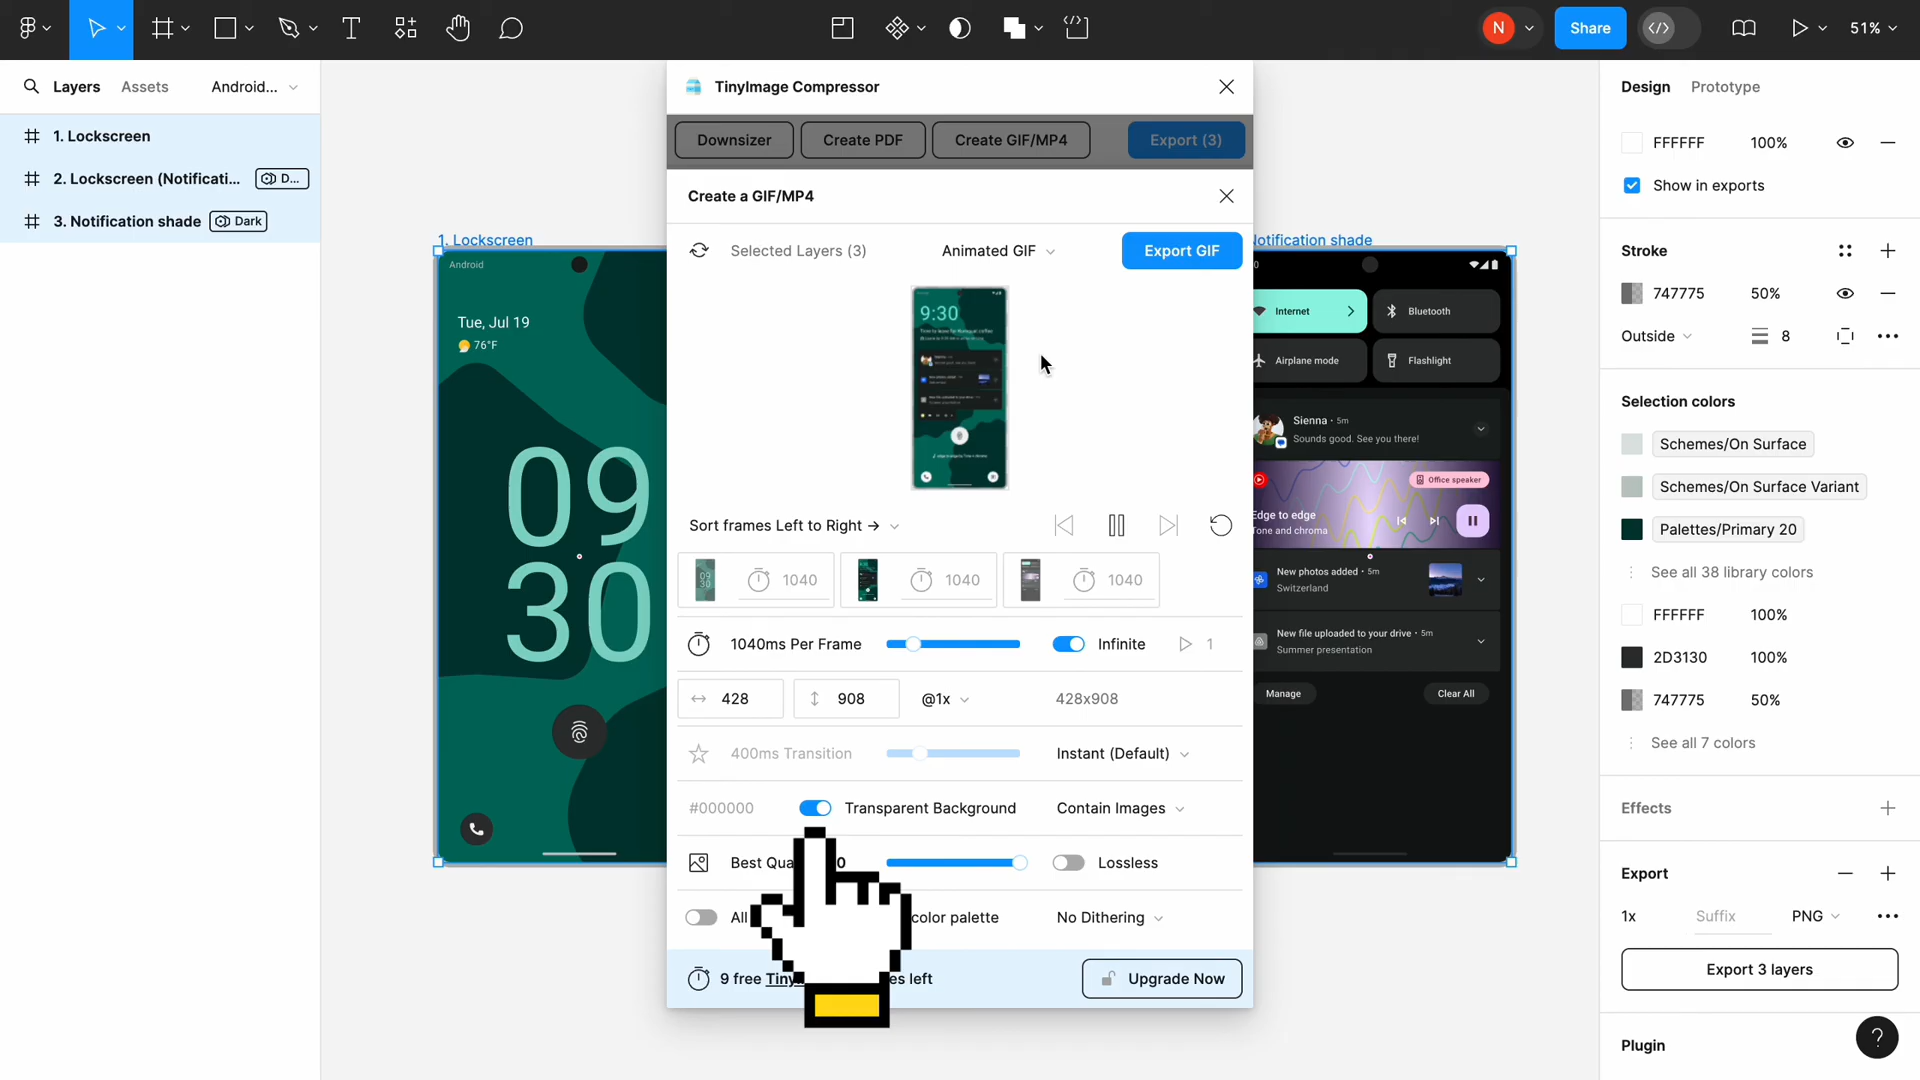 N
Share
51%
Layers
Assets
Android...
1. Lockscreen
2. Lockscreen (Notificati...
D...
3. Notification shade
Dark
1. Lockscreen
Android
Tue, Jul 19
76°F
09
30
TinyImage Compressor
Downsizer
Create PDF
Create GIF/MP4
Export (3)
Create a GIF/MP4
Selected Layers (3)
Animated GIF
Export GIF
9:30
Sort frames Left to Right →
1040
1040
1040
1040ms Per Frame
Infinite
1
428
908
@1x
428x908
400ms Transition
Instant (Default)
#000000
Transparent Background
Contain Images
Best Qua
0
Lossless
All
color palette
No Dithering
9 free Tiny
es left
Upgrade Now
Notification shade
0
Internet
Bluetooth
Airplane mode
Flashlight
Sienna • 5m
Sounds good. See you there!
Office speaker
Edge to edge
Tone and chroma
New photos added • 5m
Switzerland
New file uploaded to your drive • 5m
Summer presentation
Manage
Clear All
Design
Prototype
FFFFFF
100%
Show in exports
Stroke
747775
50%
Outside
8
Selection colors
Schemes/On Surface
Schemes/On Surface Variant
Palettes/Primary 20
See all 38 library colors
FFFFFF
100%
2D3130
100%
747775
50%
See all 7 colors
Effects
Export
1x
Suffix
PNG
Export 3 layers
Plugin
?